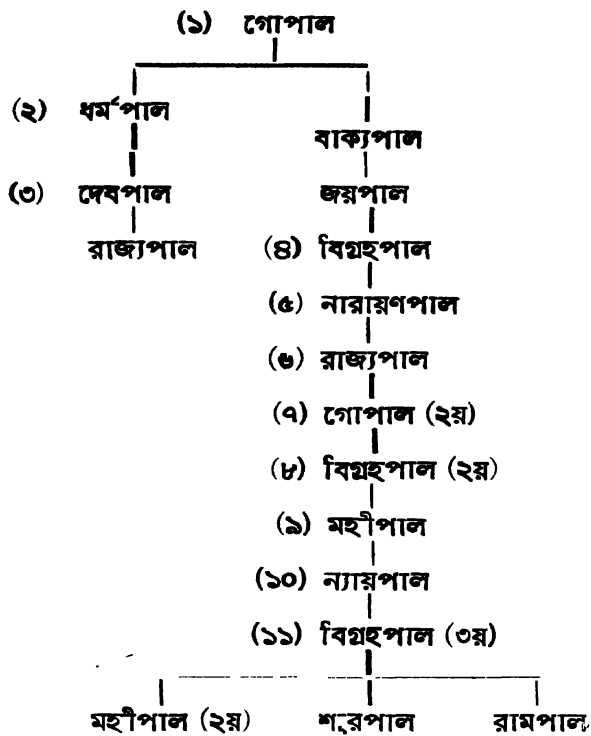 (১) গোপাল
(২) ধর্মপাল
বাক্যপাল
(৩) দেবপাল জয়পাল
রাজ্যপাল (৪) বিগ্রহপাল
(৫) নারায়ণপাল
(৬) রাজ্যপাল
(৭) গোপাল (২য়)
(৮) বিগ্রহপাল (২য়)
(৯) মহীপাল
(১০) ন্যায়পাল
(১১) বিগ্রহপাল (৩য়)
মহীপাল (২য়) শূরপাল রামপাল